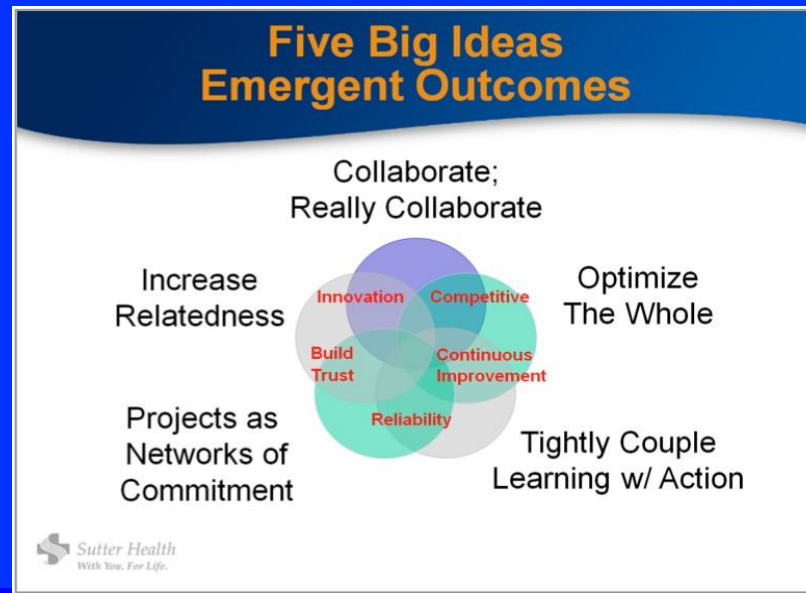 Five Big Ideas
Emergent Outcomes
Collaborate;
Really Collaborate
Increase
Relatedness
Innovation
Competitive
Optimize
The Whole
Build
Trust
Continuous
Improvement
Projects as
Networks of
Commitment
Reliability
Tightly Couple
Learning w/ Action
Sutter Health
With You. For Life.